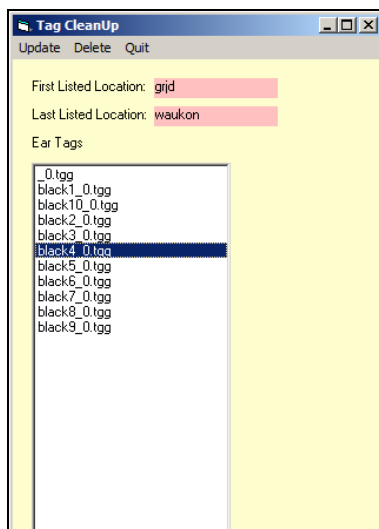 Tag CleanUp
Update Delete Quit
First Listed Location: grjd
Last Listed Location: waukon
Ear Tags
_0.tgg
black1_0.tgg
black10_0.tgg
black2_0.tgg
black3_0.tgg
black4_0.tgg
black5_0.tgg
black6_0.tgg
black7_0.tgg
black8_0.tgg
black9_0.tgg